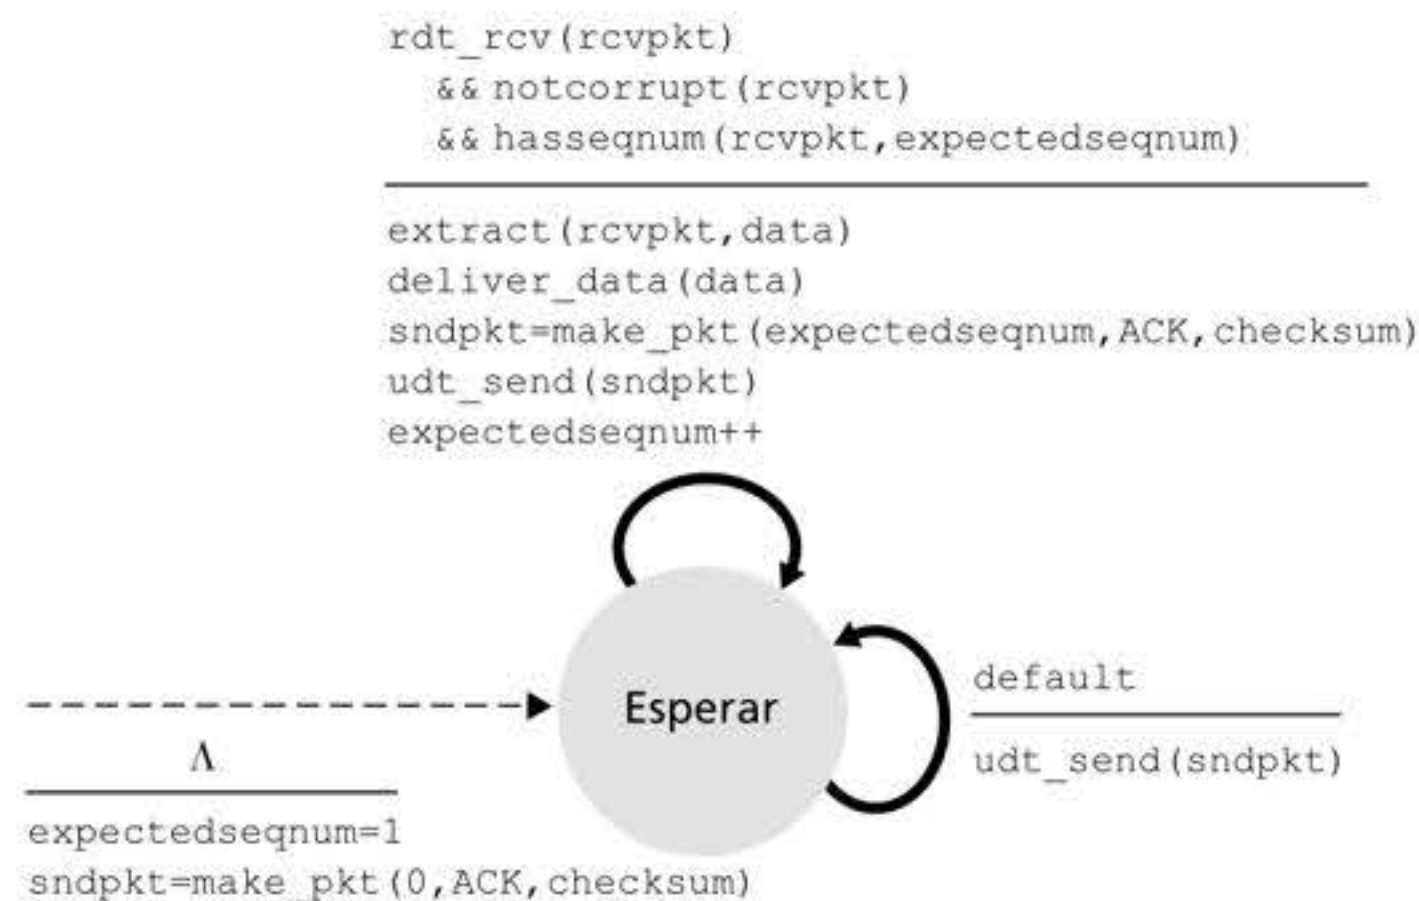 rdt_rcv(rcvpkt)
&& notcorrupt(rcvpkt)
&& hasseqnum(rcvpkt,expectedseqnum)
extract(rcvpkt,data)
deliver_data(data)
sndpkt=make_pkt(expectedseqnum,ACK,checksum)
udt_send(sndpkt)
expectedseqnum++
Esperar
default
udt_send(sndpkt)
Λ
expectedseqnum=1
sndpkt=make_pkt(0,ACK,checksum)